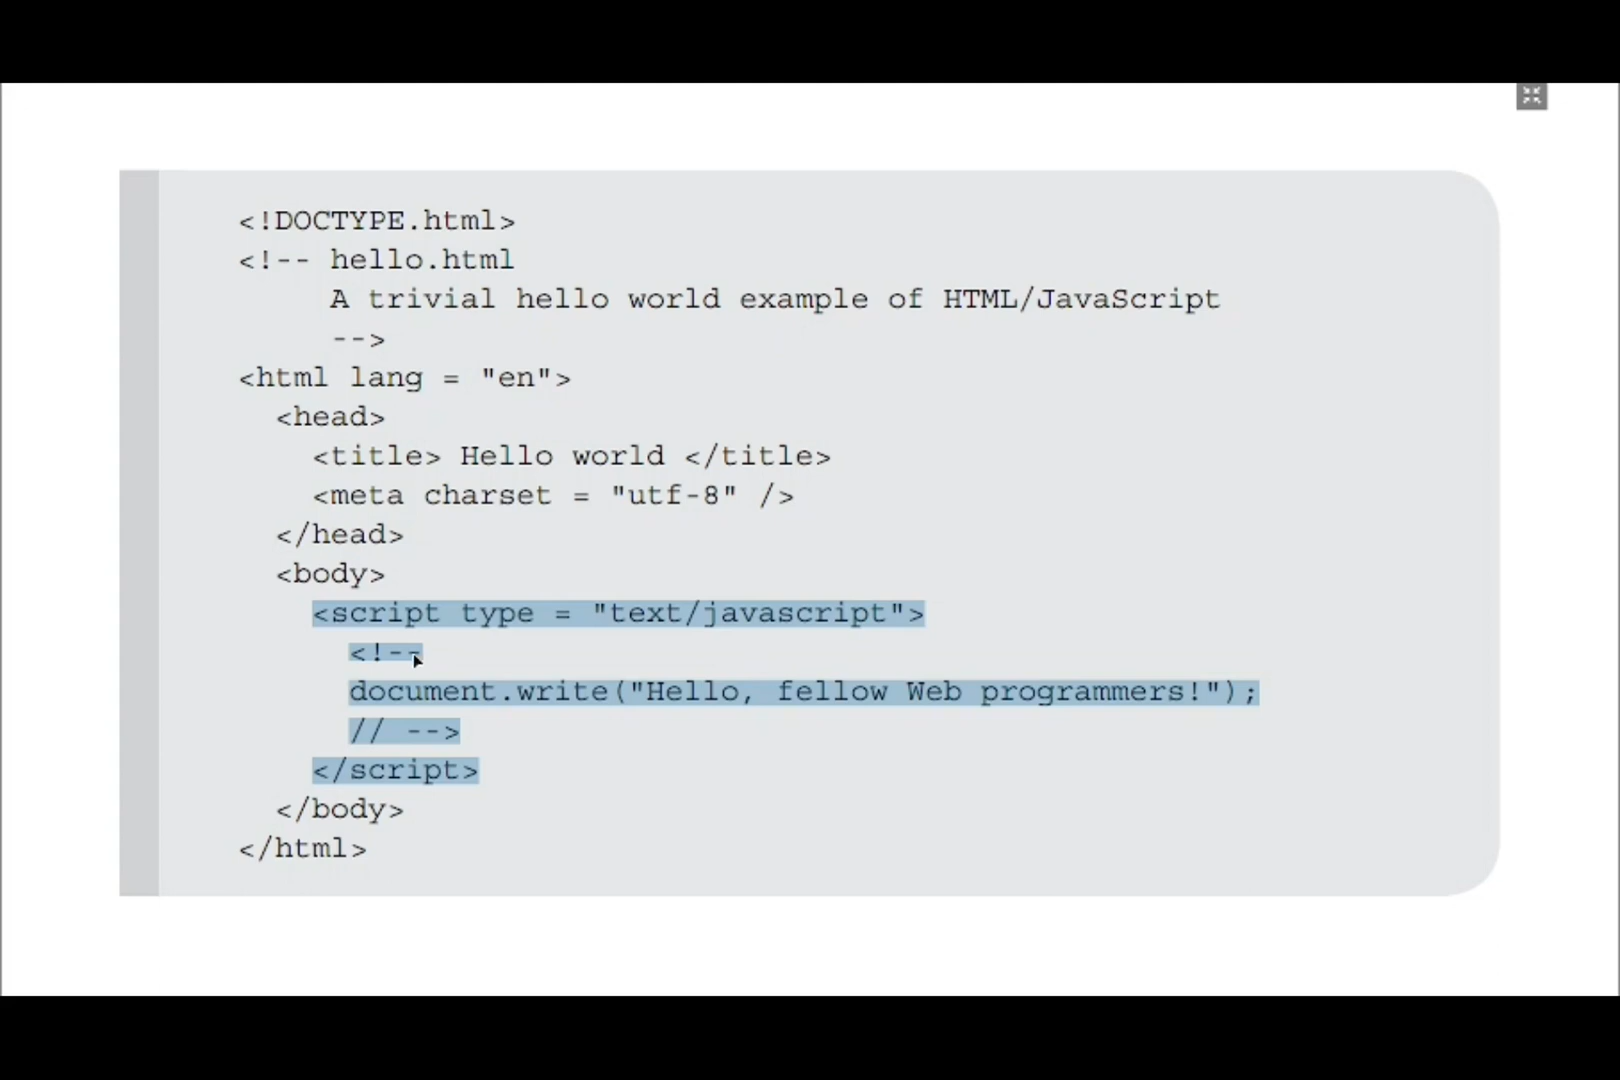 <!DOCTYPE.html>
<!-- hello.html
A trivial hello world example of HTML/JavaScript
-->
<html lang = "en">
<head>
<title> Hello world </title>
<meta charset = "utf-8" />
</head>
<body>
<script type = "text/javascript">
<!--
document.write("Hello, fellow Web programmers!");
// -->
</script>
</body>
</html>